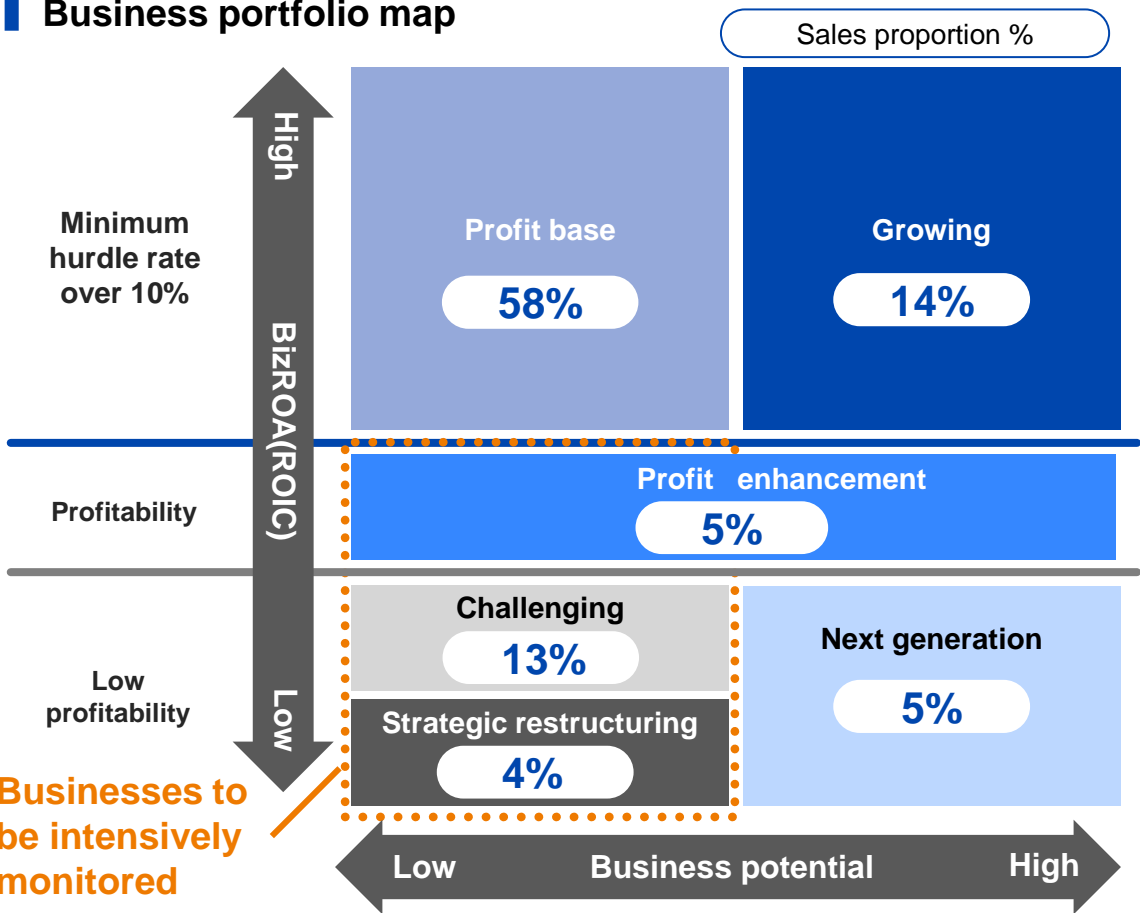 Business portfolio map
Sales proportion %
High
BizROA(ROIC)
Low
Minimum
hurdle rate
over 10%
Profit base
58%
Growing
14%
Profitability
Profit enhancement
5%
Low
profitability
Challenging
13%
Strategic restructuring
4%
Next generation
5%
Businesses to
be intensively
monitored
Low
Business potential
High